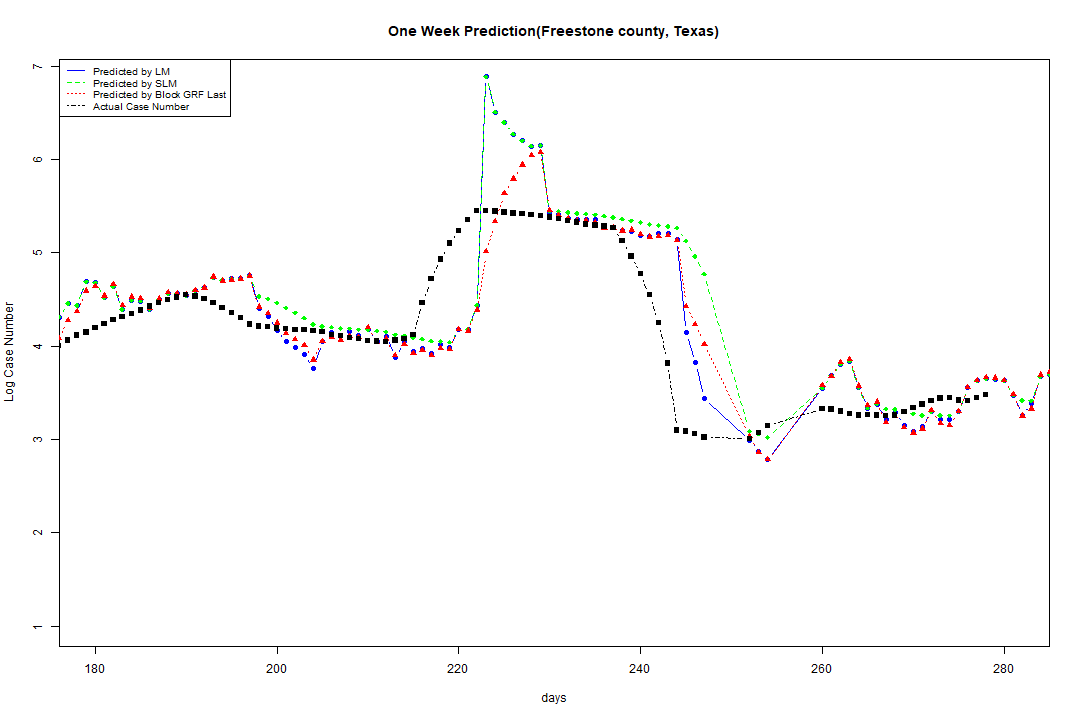 One Week Prediction(Freestone county, Texas)
Predicted by LM
Predicted by SLM
Predicted by Block GRF Last
Actual Case Number
7
6
5
4
3
2
1
Log Case Number
180 200 220 240 260 280
days